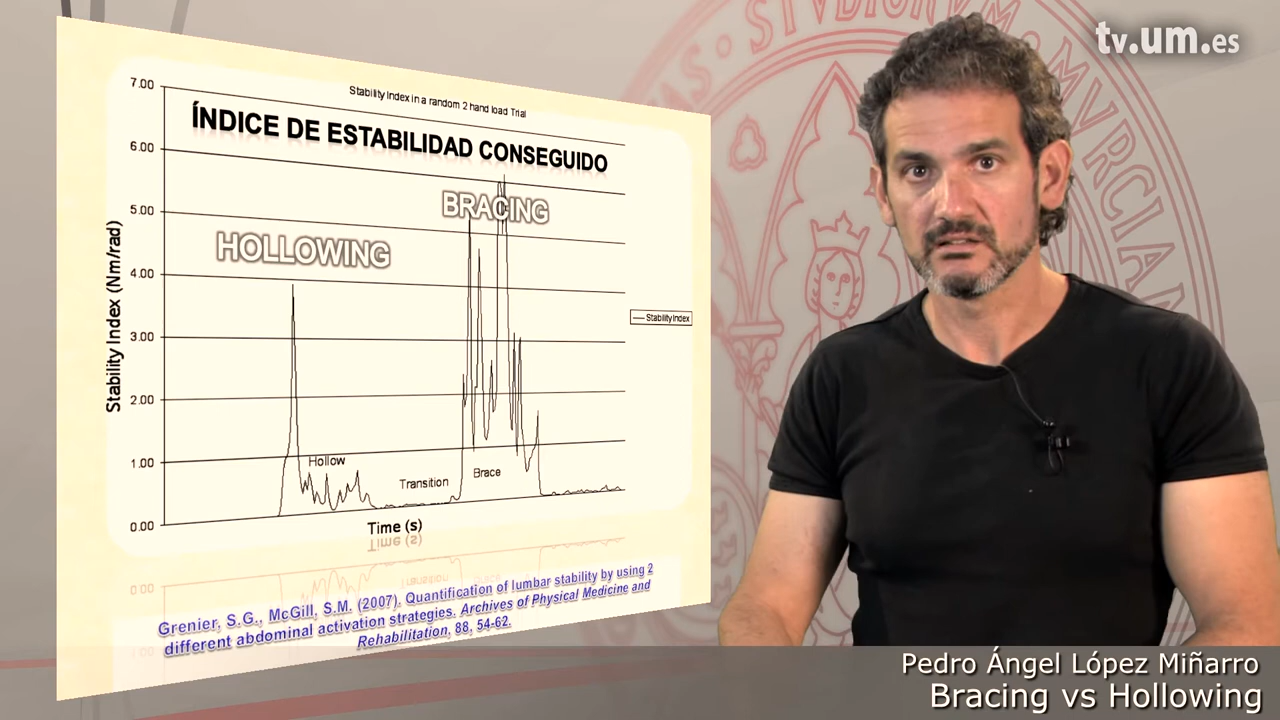 tv.um.es
STVDIORVM
MVRCIAN
Stability Index in a random 2 hand load Trial
ÍNDICE DE ESTABILIDAD CONSEGUIDO
7.00
6.00
5.00
4.00
3.00
2.00
1.00
0.00
Stability Index (Nm/rad)
HOLLOWING
BRACING
Stability Index
Hollow
Transition
Brace
Time (s)
Grenier, S.G., McGill, S.M. (2007). Quantification of lumbar stability by using 2
different abdominal activation strategies. Archives of Physical Medicine and
Rehabilitation, 88, 54-62.
Pedro Ángel López Miñarro
Bracing vs Hollowing